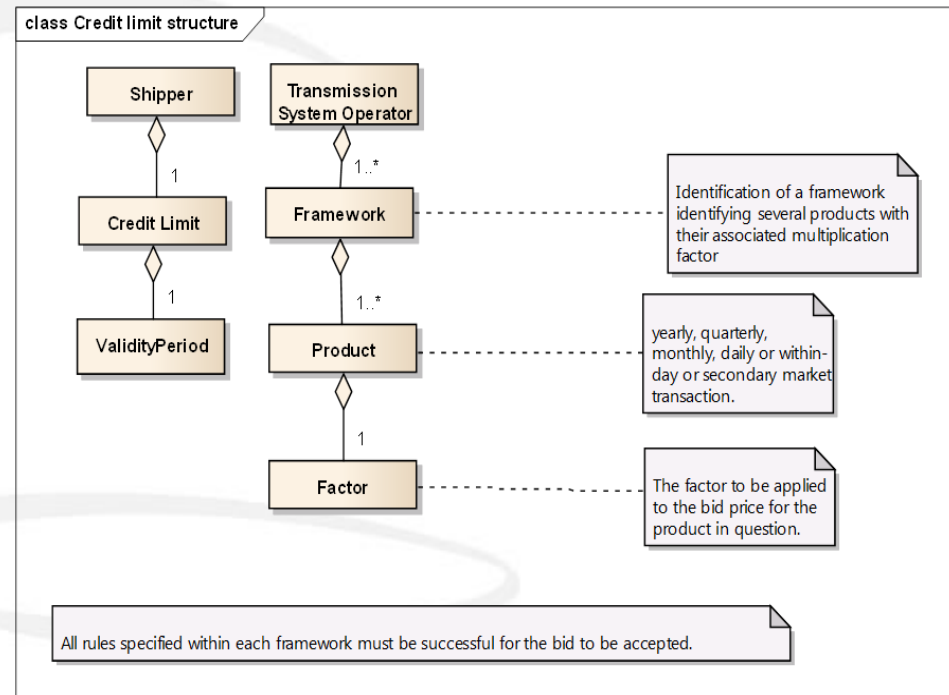 class Credit limit structure
Shipper
Transmission
System Operator
1
1..*
Credit Limit
Framework
Identification of a framework
identifying several products with
their associated multiplication
factor
1
1..*
ValidityPeriod
Product
yearly, quarterly,
monthly, daily or within-
day or secondary market
transaction.
1
Factor
The factor to be applied
to the bid price for the
product in question.
All rules specified within each framework must be successful for the bid to be accepted.